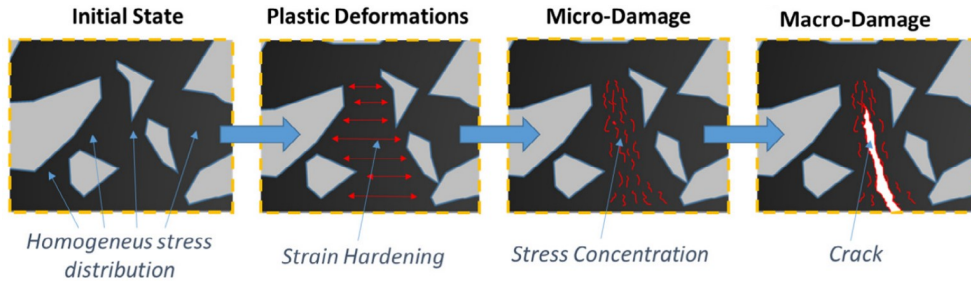 Initial State
Plastic Deformations
Micro-Damage
Macro-Damage
Homogeneus stress
distribution
Strain Hardening
Stress Concentration
Crack